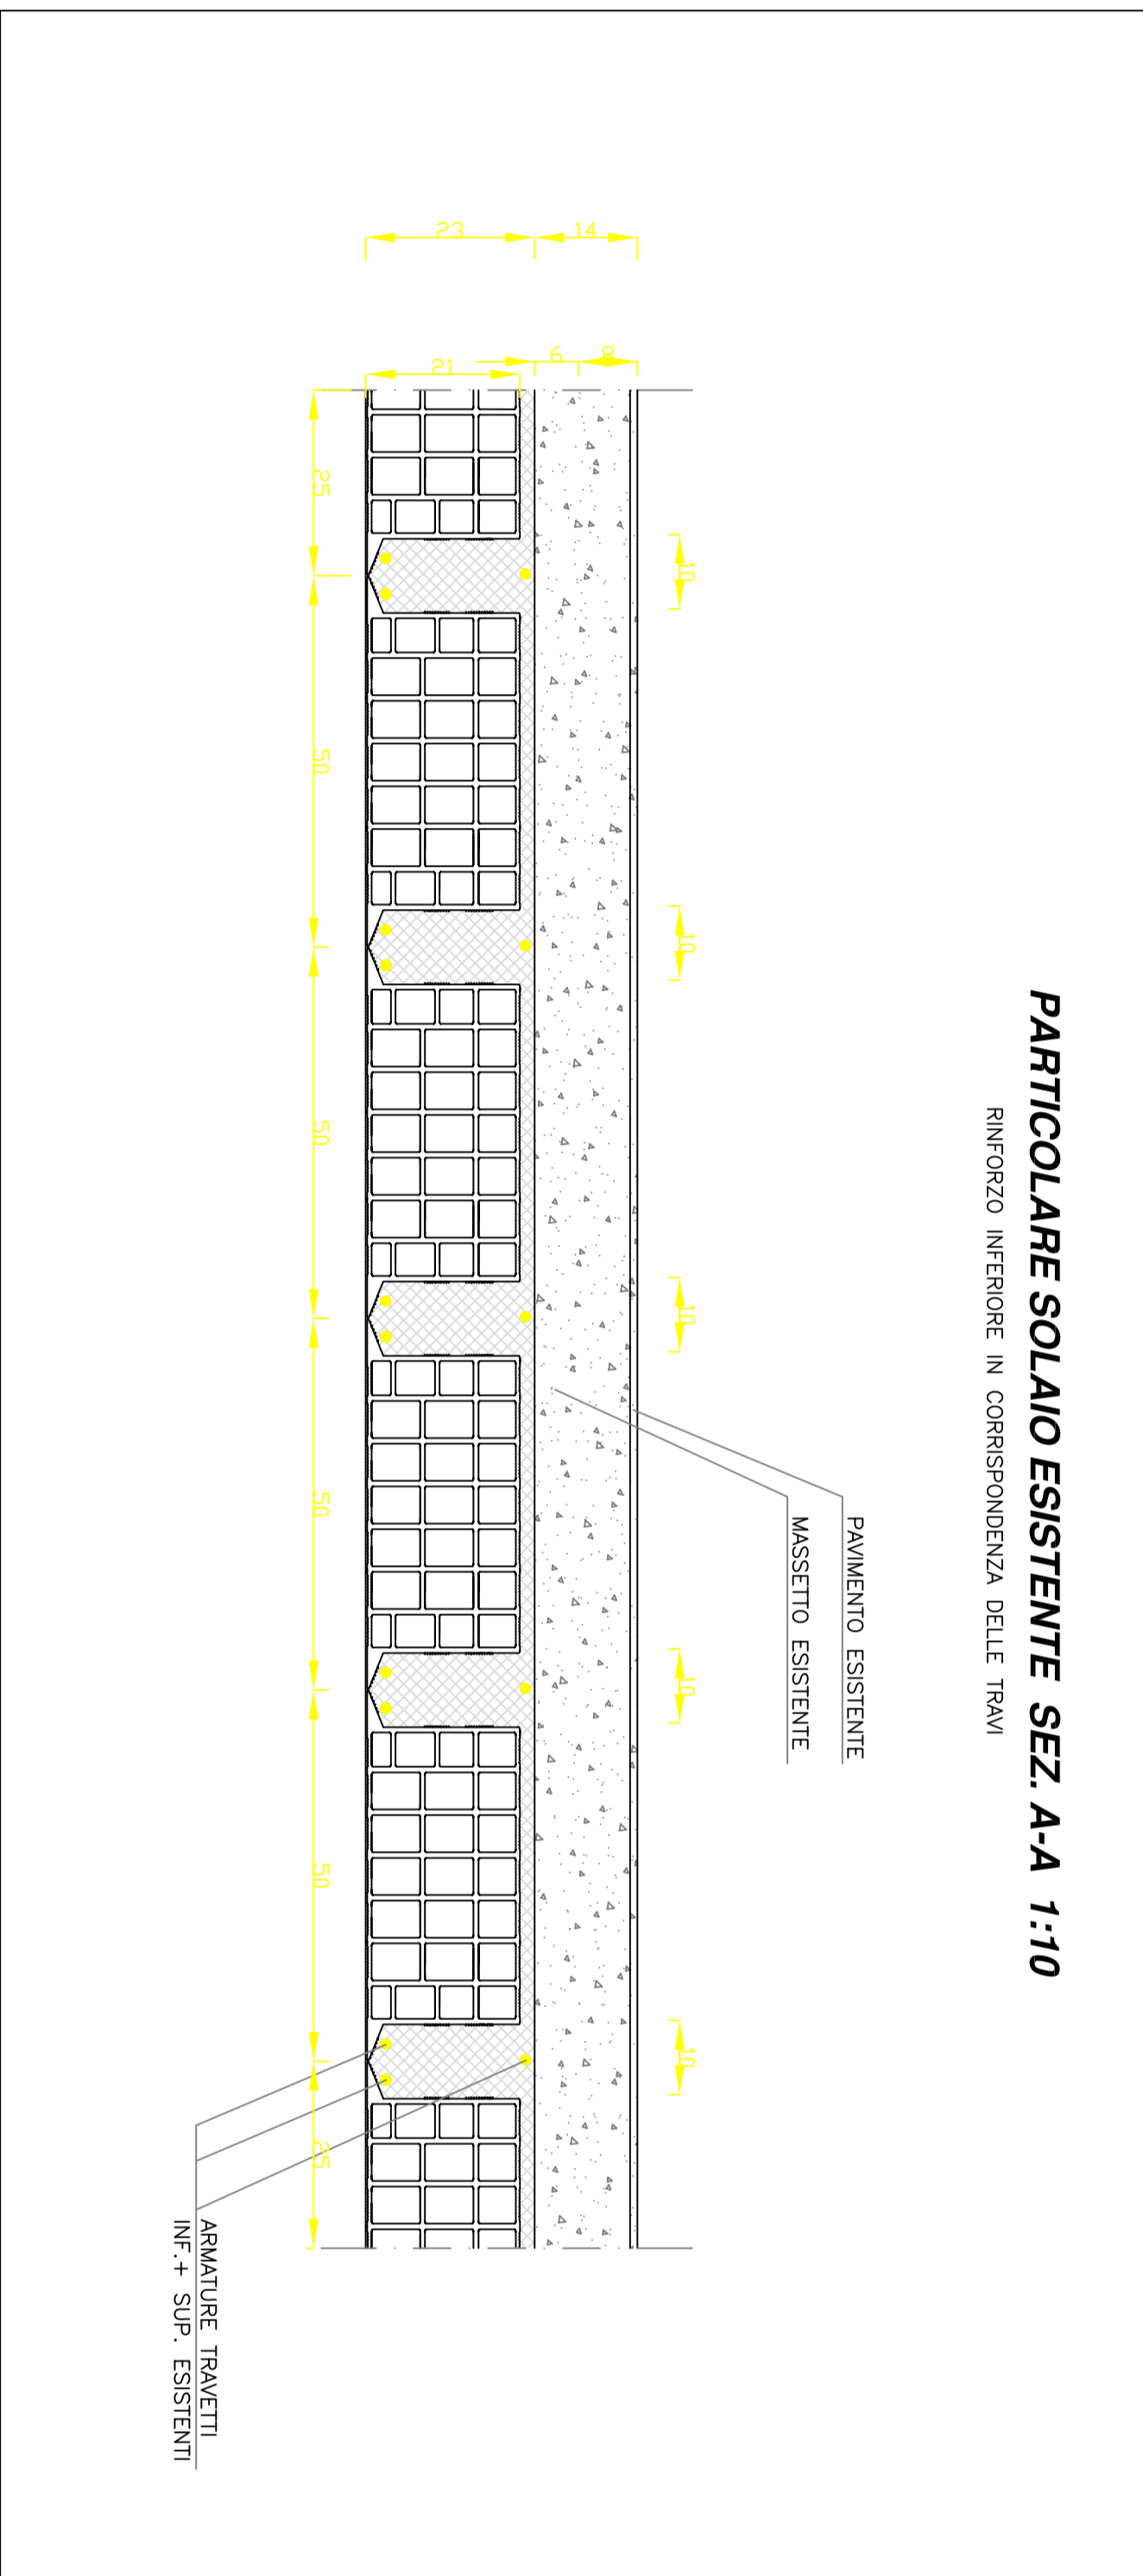 PARTICOLARE SOLAIO ESISTENTE SEZ. A-A 1:10
RINFORZO INFERIORE IN CORRISPONDENZA DELLE TRAVI
PAVIMENTO ESISTENTE
MASSETTO ESISTENTE
10
10
10
10
10
14
23
8
6
21
25
50
50
50
50
25
ARMATURE TRAVETTI
INF.+ SUP. ESISTENTI